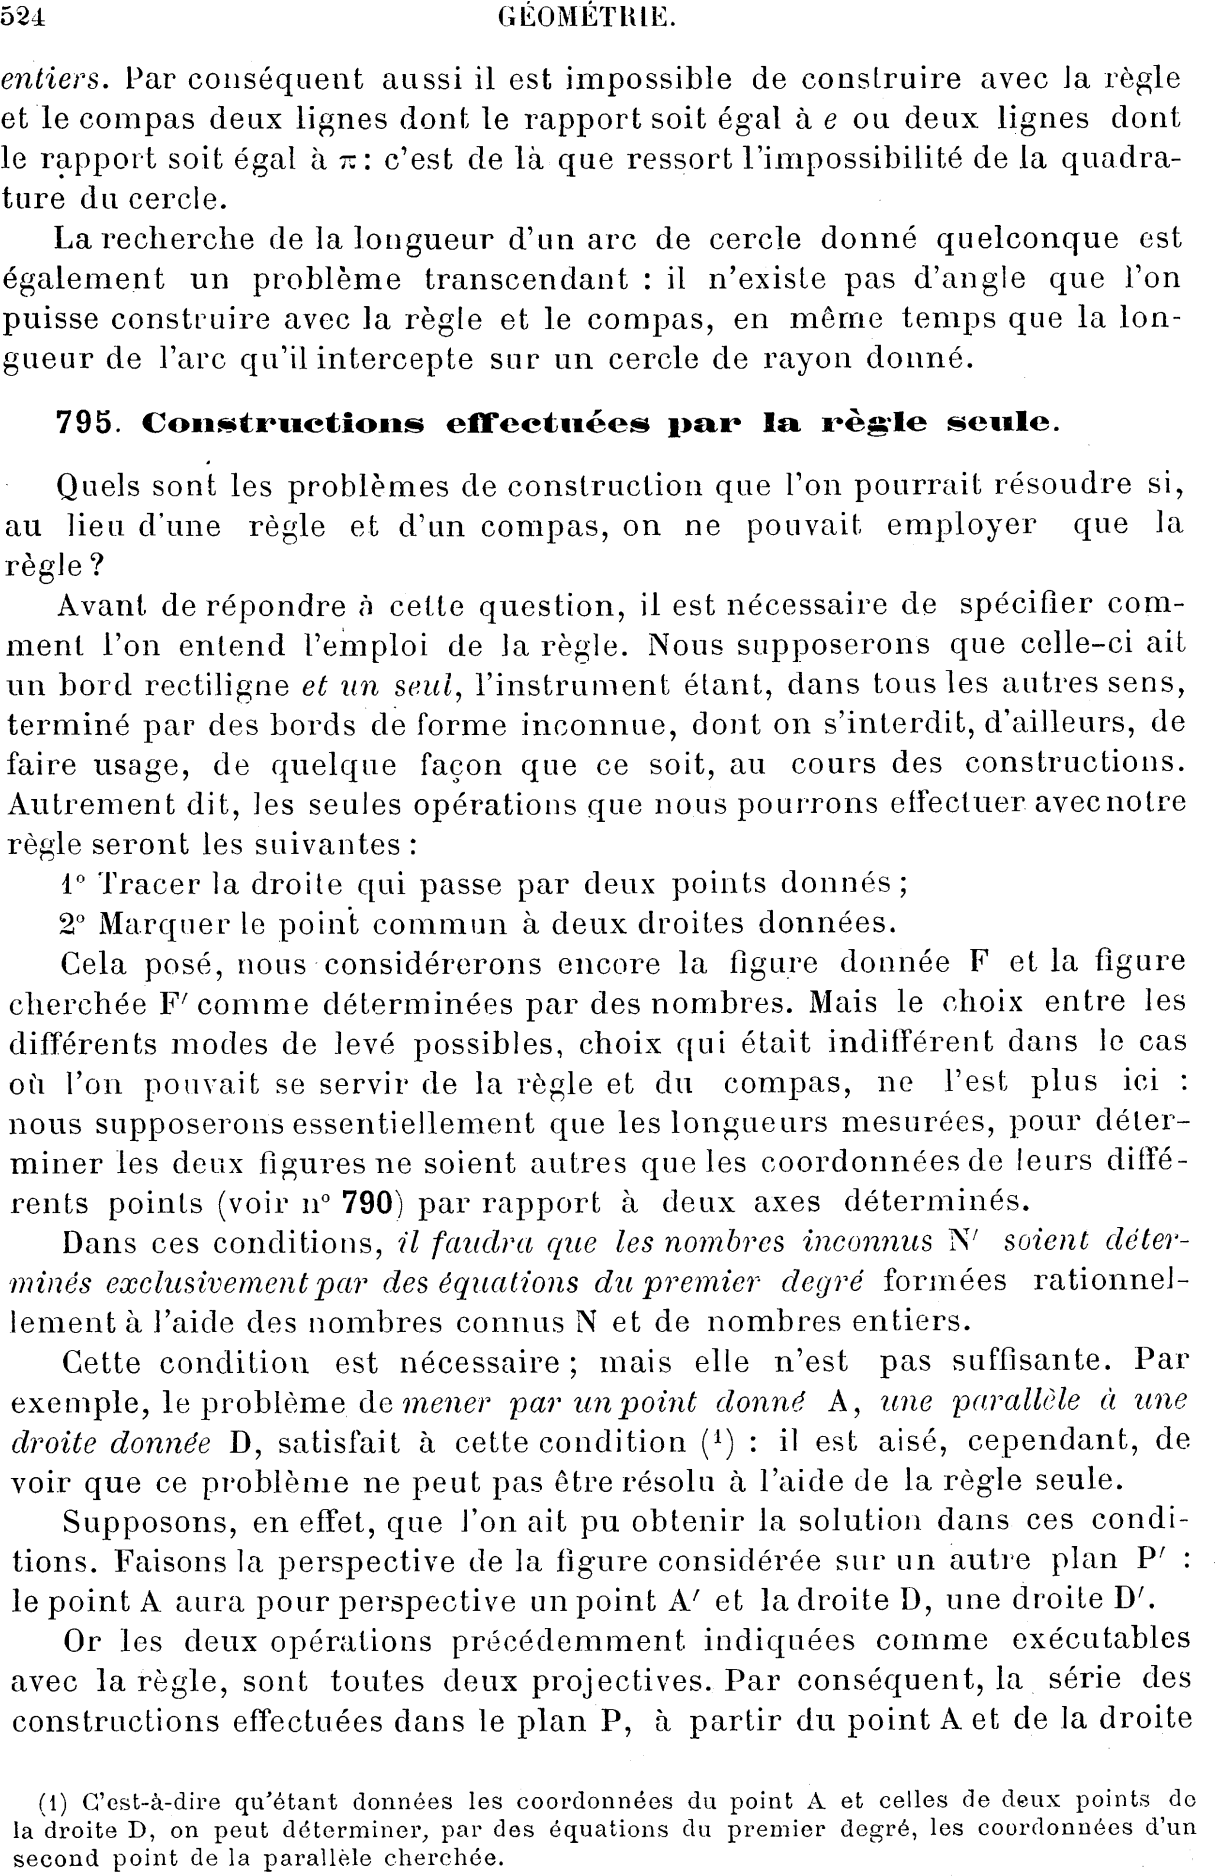 524 GÉOMÉTRIE.
entiers. Par conséquent aussi il est impossible de construire avec la règle
et le compas deux lignes dont le rapport soit égal à e ou deux lignes dont
le rapport soit égal à π : c'est de là que ressort l'impossibilité de la quadra-
ture du cercle.
La recherche de la longueur d'un arc de cercle donné quelconque est
également un problème transcendant : il n'existe pas d'angle que l'on
puisse construire avec la règle et le compas, en même temps que la lon-
gueur de l'arc qu'il intercepte sur un cercle de rayon donné.
795. Constructions effectuées par la règle seule.
Quels sont les problèmes de construction que l'on pourrait résoudre si,
au lieu d'une règle et d'un compas, on ne pouvait employer que la
règle ?
Avant de répondre à cette question, il est nécessaire de spécifier com-
ment l'on entend l'emploi de la règle. Nous supposerons que celle-ci ait
un bord rectiligne et un seul, l'instrument étant, dans tous les autres sens,
terminé par des bords de forme inconnue, dont on s'interdit, d'ailleurs, de
faire usage, de quelque façon que ce soit, au cours des constructions.
Autrement dit, les seules opérations que nous pourrons effectuer avec notre
règle seront les suivantes :
1° Tracer la droite qui passe par deux points donnés ;
2° Marquer le point commun à deux droites données.
Cela posé, nous considérerons encore la figure donnée F et la figure
cherchée F′ comme déterminées par des nombres. Mais le choix entre les
différents modes de levé possibles, choix qui était indifférent dans le cas
où l'on pouvait se servir de la règle et du compas, ne l'est plus ici :
nous supposerons essentiellement que les longueurs mesurées, pour déter-
miner les deux figures ne soient autres que les coordonnées de leurs diffé-
rents points (voir n° 790) par rapport à deux axes déterminés.
Dans ces conditions, il faudra que les nombres inconnus N′ soient déter-
minés exclusivement par des équations du premier degré formées rationnel-
lement à l'aide des nombres connus N et de nombres entiers.
Cette condition est nécessaire ; mais elle n'est pas suffisante. Par
exemple, le problème de mener par un point donné A, une parallèle à une
droite donnée D, satisfait à cette condition (¹) : il est aisé, cependant, de
voir que ce problème ne peut pas être résolu à l'aide de la règle seule.
Supposons, en effet, que l'on ait pu obtenir la solution dans ces condi-
tions. Faisons la perspective de la figure considérée sur un autre plan P′ :
le point A aura pour perspective un point A′ et la droite D, une droite D′.
Or les deux opérations précédemment indiquées comme exécutables
avec la règle, sont toutes deux projectives. Par conséquent, la série des
constructions effectuées dans le plan P, à partir du point A et de la droite
(1) C'est-à-dire qu'étant données les coordonnées du point A et celles de deux points de
la droite D, on peut déterminer, par des équations du premier degré, les coordonnées d'un
second point de la parallèle cherchée.